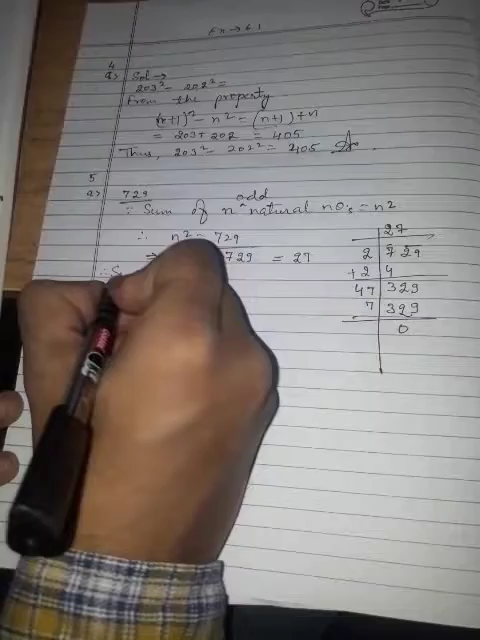 Ex → 6.1
4
a) Sol →
203² - 202² =
from the property
(n+1)² - n² = (n+1) + n
= 203 + 202 = 405
Thus, 203² - 202² = 405 Ans.
5
a) 729
∵ Sum of n odd natural no.s = n²
∴ n² = 729
⇒ 729 = 27
∴ S
27
2 729
+2 4
47 329
7 329
0